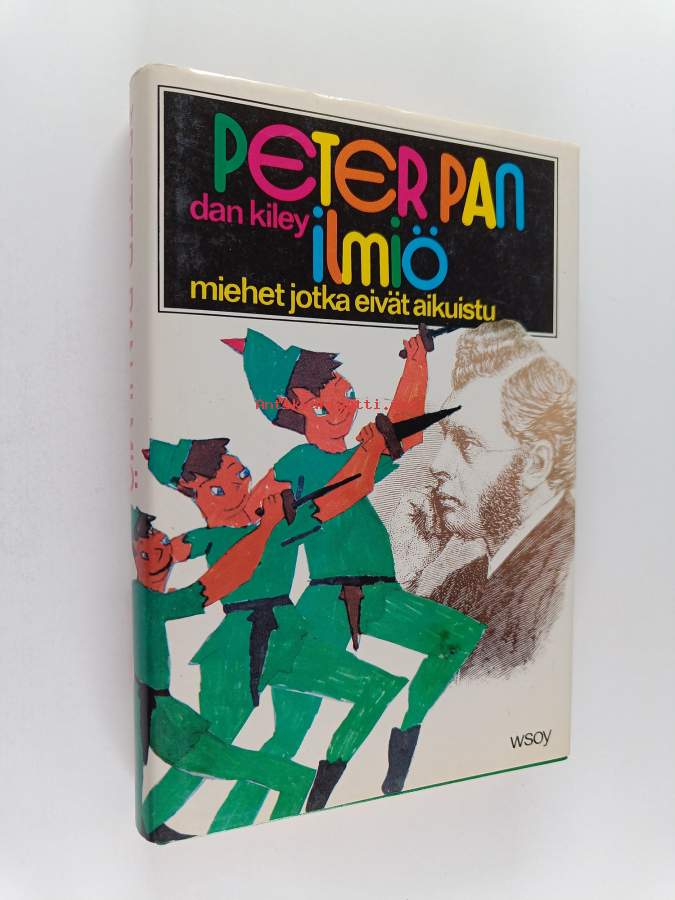 PETER PAN
dan kiley
ilmiö
miehet jotka eivät aikuistu
wsoy